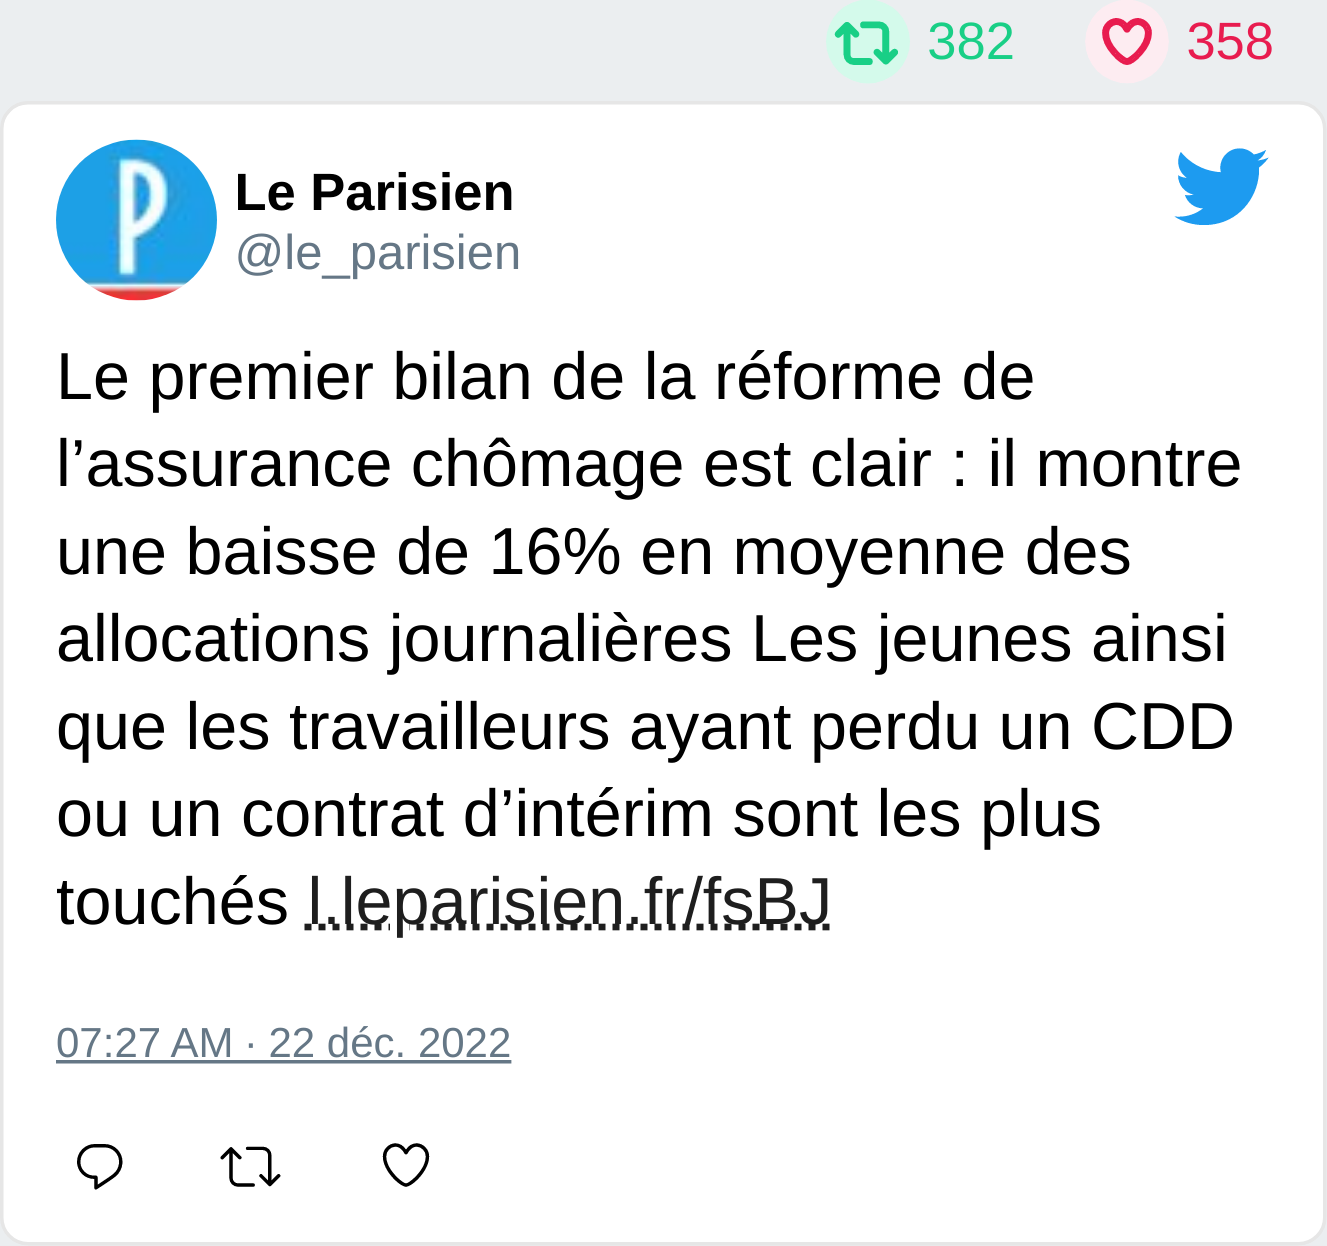 382 358
Le Parisien
@le_parisien
Le premier bilan de la réforme de
l’assurance chômage est clair : il montre
une baisse de 16% en moyenne des
allocations journalières Les jeunes ainsi
que les travailleurs ayant perdu un CDD
ou un contrat d’intérim sont les plus
touchés l.leparisien.fr/fsBJ
07:27 AM · 22 déc. 2022